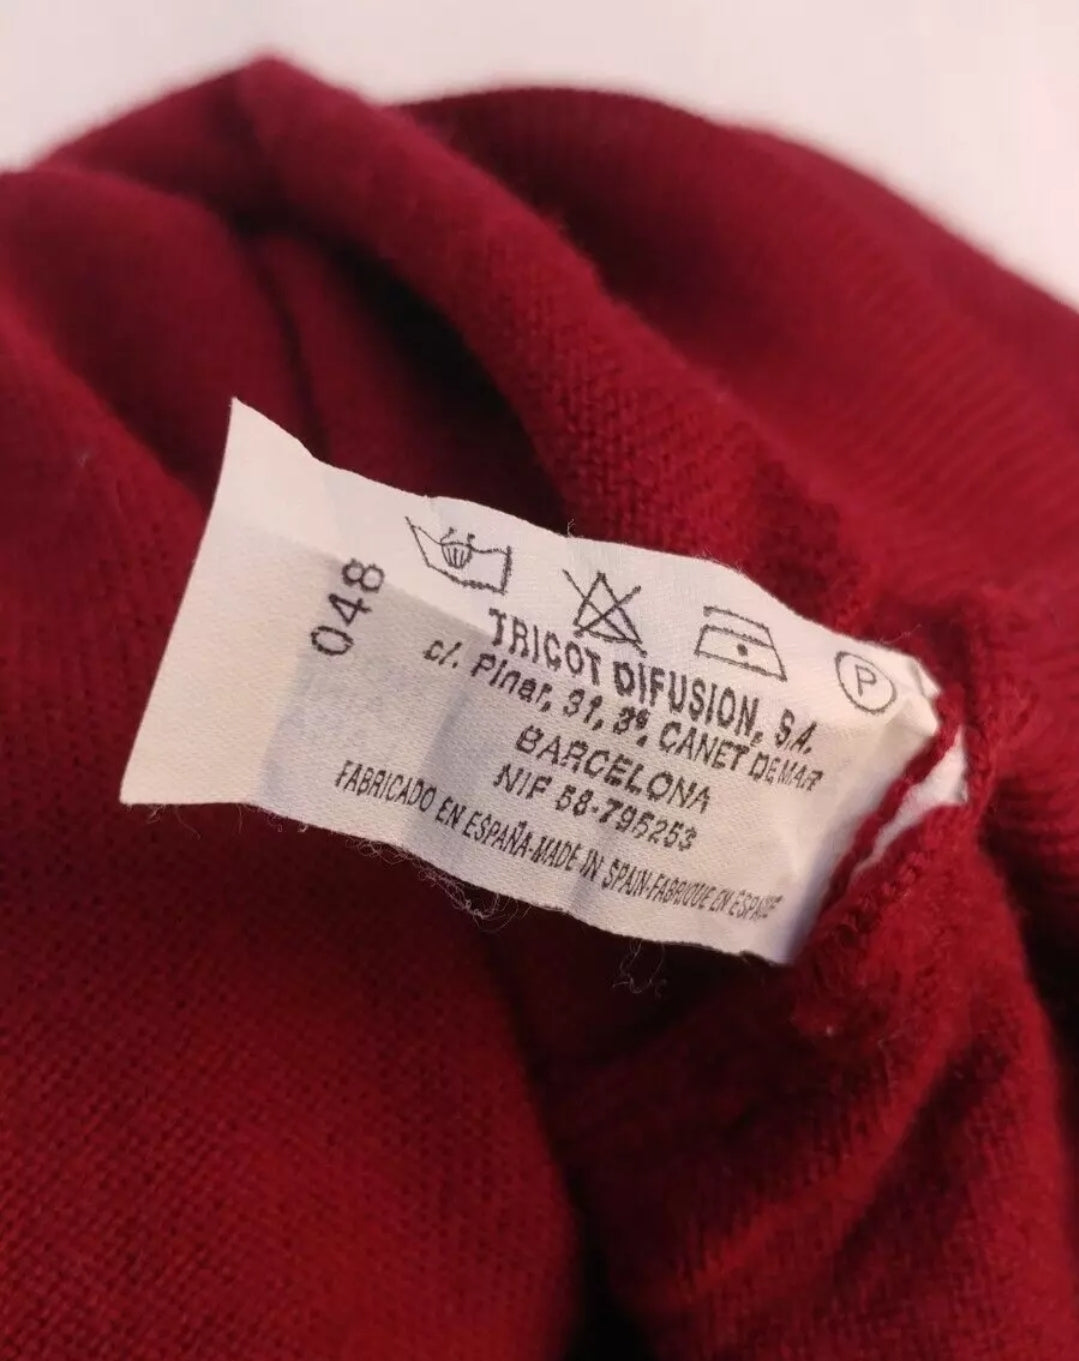 048
P
TRICOT DIFUSION, S.A.
c/. Pinar, 31, 3º, CANET DE MAR
BARCELONA
NIF 58-795253
FABRICADO EN ESPAÑA-MADE IN SPAIN-FABRIQUE EN ESPAGE